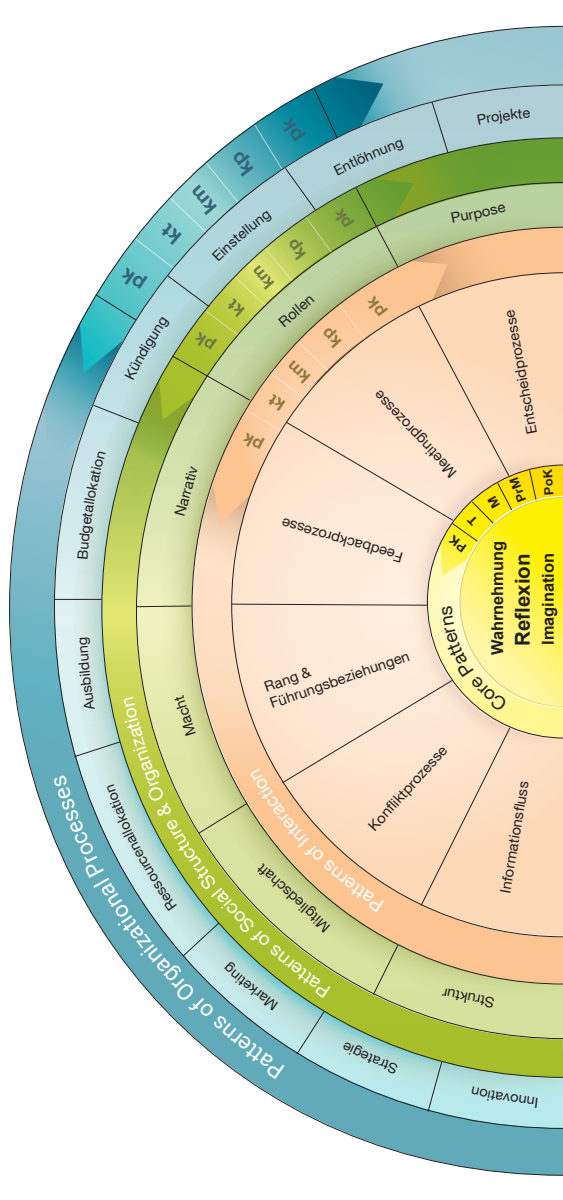 Projekte
Entlöhnung
Einstellung
Kündigung
Budgetallokation
Ausbildung
Ressourcenallokation
Marketing
Strategie
Innovation
pk
kp
km
kt
pk
Patterns of Organizational Processes
Purpose
Rollen
Narrativ
Macht
Mitgliedschaft
Struktur
pk
kp
km
kt
pk
Patterns of Social Structure & Organization
pk
kp
km
kt
pk
Patterns of Interaction
Entscheidprozesse
Meetingprozesse
Feedbackprozesse
Rang &
Führungsbeziehungen
Konfliktprozesse
Informationsfluss
PoK
PrM
M
T
PK
Core Patterns
Wahrnehmung
Reflexion
Imagination